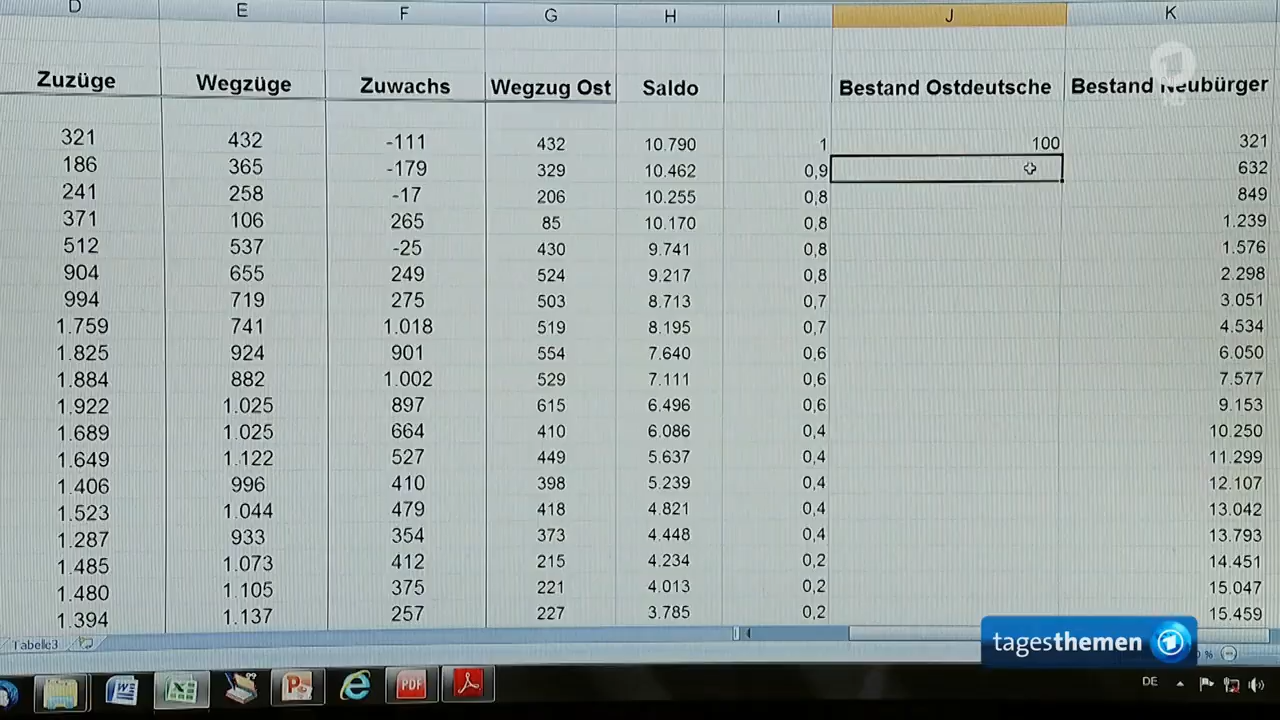 D E F G H I J K
Zuzüge Wegzüge Zuwachs Wegzug Ost Saldo Bestand Ostdeutsche Bestand Neubürger
321 432 -111 432 10.790 1 100 321
186 365 -179 329 10.462 0,9 632
241 258 -17 206 10.255 0,8 849
371 106 265 85 10.170 0,8 1.239
512 537 -25 430 9.741 0,8 1.576
904 655 249 524 9.217 0,8 2.298
994 719 275 503 8.713 0,7 3.051
1.759 741 1.018 519 8.195 0,7 4.534
1.825 924 901 554 7.640 0,6 6.050
1.884 882 1.002 529 7.111 0,6 7.577
1.922 1.025 897 615 6.496 0,6 9.153
1.689 1.025 664 410 6.086 0,4 10.250
1.649 1.122 527 449 5.637 0,4 11.299
1.406 996 410 398 5.239 0,4 12.107
1.523 1.044 479 418 4.821 0,4 13.042
1.287 933 354 373 4.448 0,4 13.793
1.485 1.073 412 215 4.234 0,2 14.451
1.480 1.105 375 221 4.013 0,2 15.047
1.394 1.137 257 227 3.785 0,2 15.459
Tabelle3
tagesthemen 1
PDF
DE